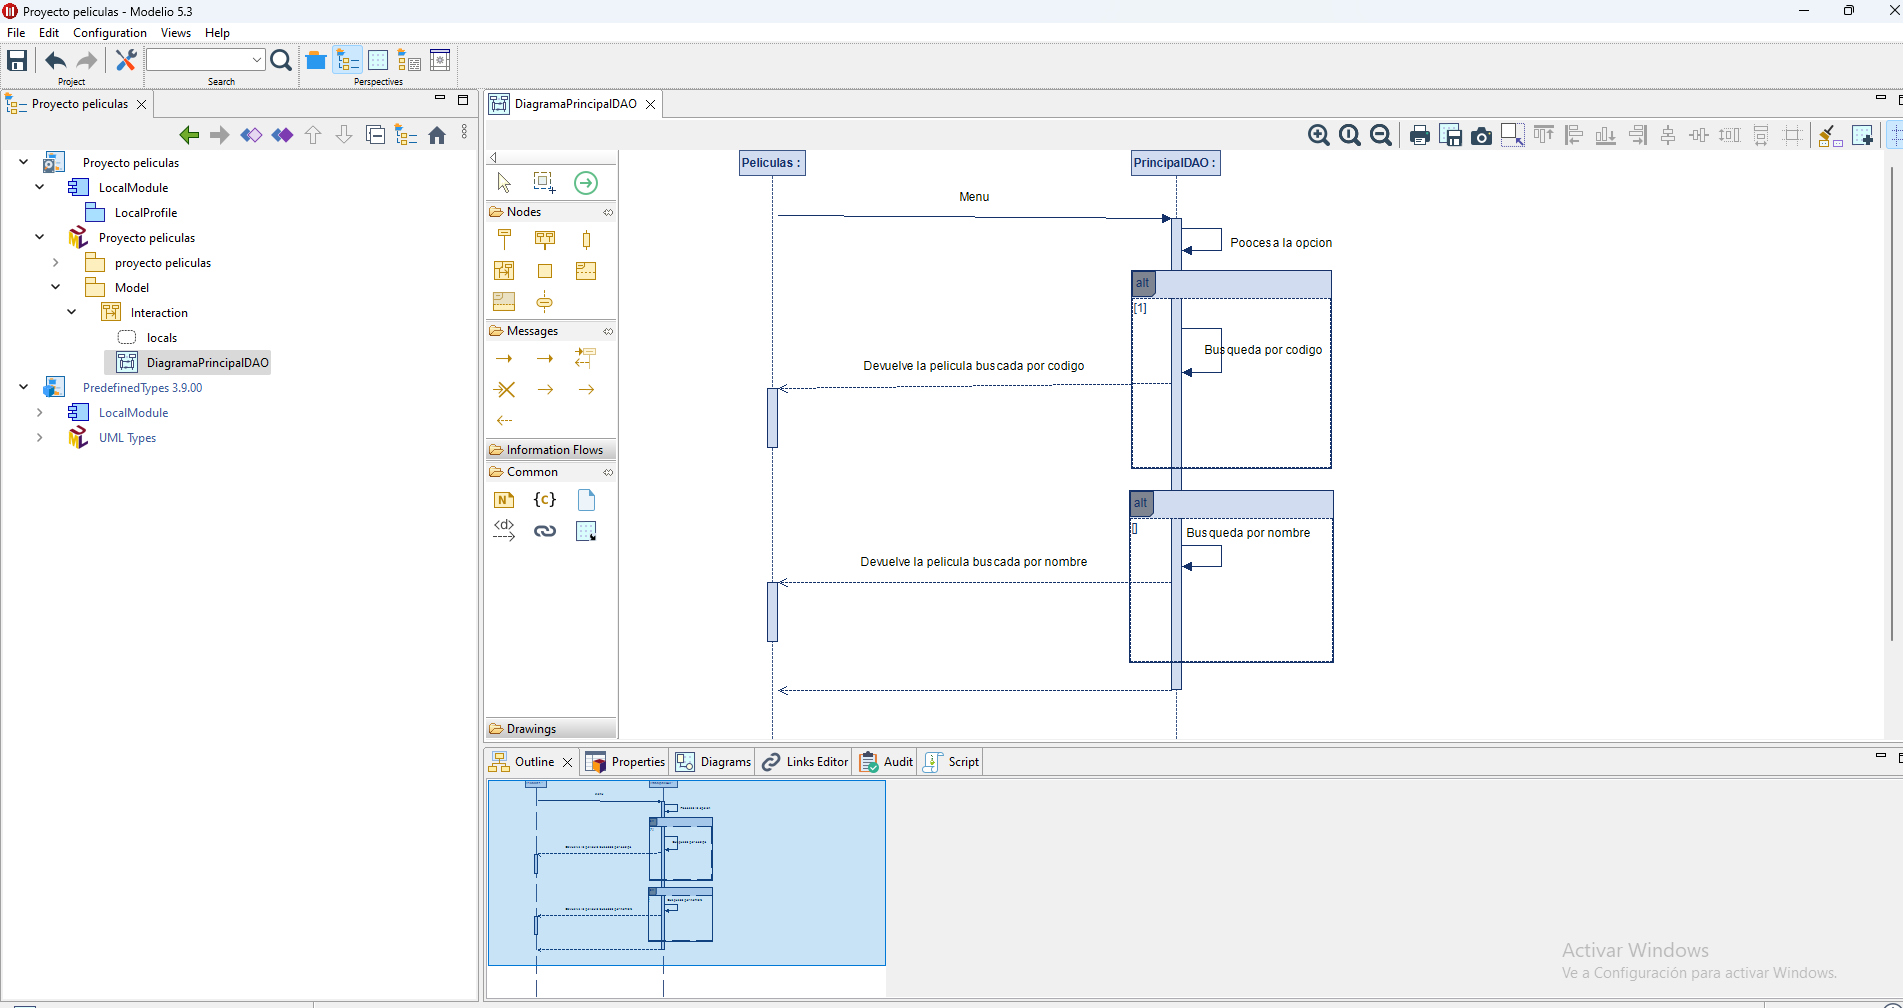 Proyecto peliculas - Modelio 5.3
File Edit Configuration Views Help
Project Search Perspectives
Proyecto peliculas
DiagramaPrincipalDAO
Proyecto peliculas
LocalModule
LocalProfile
Proyecto peliculas
proyecto peliculas
Model
Interaction
locals
DiagramaPrincipalDAO
PredefinedTypes 3.9.00
LocalModule
UML Types
Nodes
Messages
Information Flows
Common
N
{c}
<d>
Drawings
Peliculas :
PrincipalDAO :
Menu
Pooces a la opcion
alt
[1]
Busqueda por codigo
Devuelve la pelicula buscada por codigo
alt
[]
Busqueda por nombre
Devuelve la pelicula buscada por nombre
Outline Properties Diagrams Links Editor Audit Script
Activar Windows
Ve a Configuración para activar Windows.